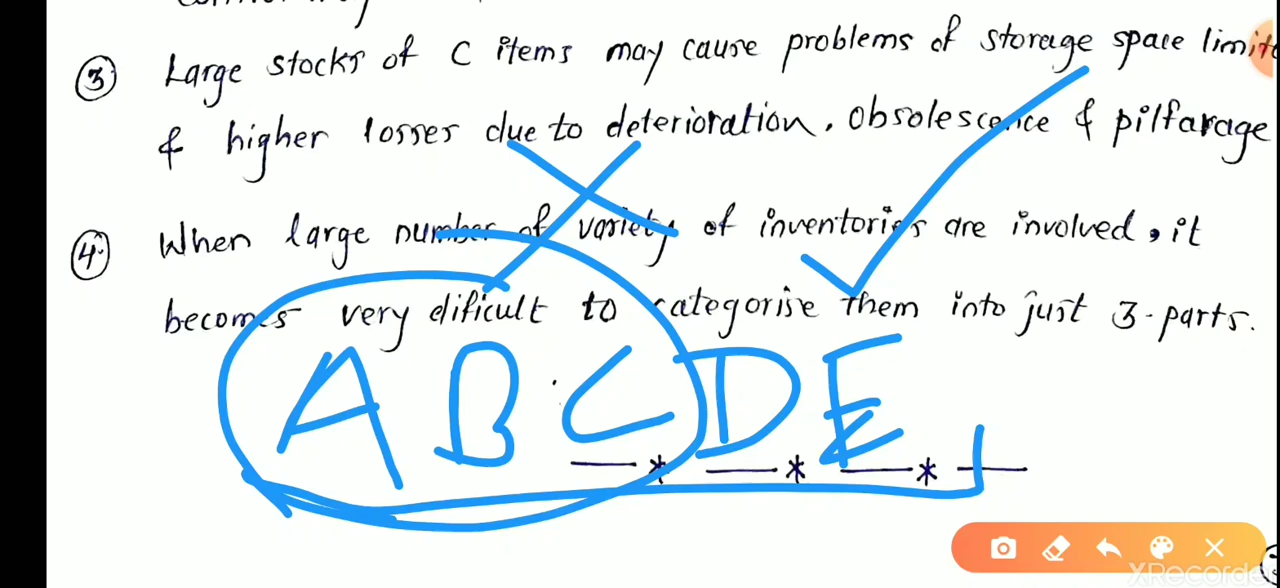 ③ Large stocks of C items may cause problems of storage space limit
& higher losses due to deterioration, obsolescence & pilfarage
④ When large number of variety of inventories are involved, it
becomes very dificult to categorise them into just 3-parts.
A B C D E
— * — * — * —
XRecorder